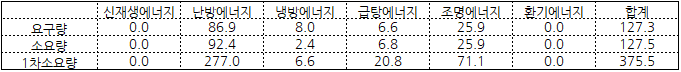 신재생에너지 난방에너지 냉방에너지 급탕에너지 조명에너지 환기에너지 합계
요구량 0.0 86.9 8.0 6.6 25.9 0.0 127.3
소요량 0.0 92.4 2.4 6.8 25.9 0.0 127.5
1차소요량 0.0 277.0 6.6 20.8 71.1 0.0 375.5